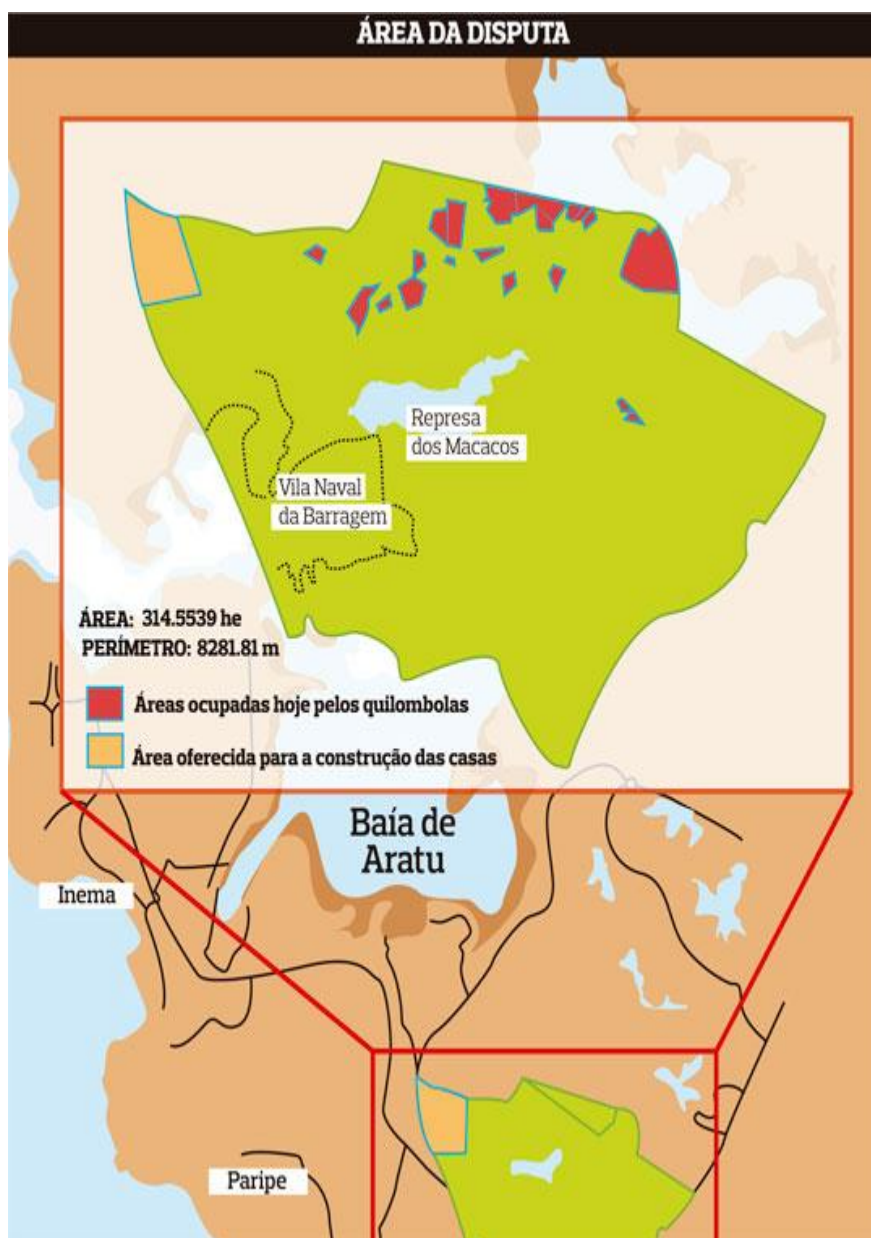 ÁREA DA DISPUTA
Represa
dos Macacos
Vila Naval
da Barragem
ÁREA: 314.5539 he
PERÍMETRO: 8281.81 m
Áreas ocupadas hoje pelos quilombolas
Área oferecida para a construção das casas
Baía de
Aratu
Inema
Paripe